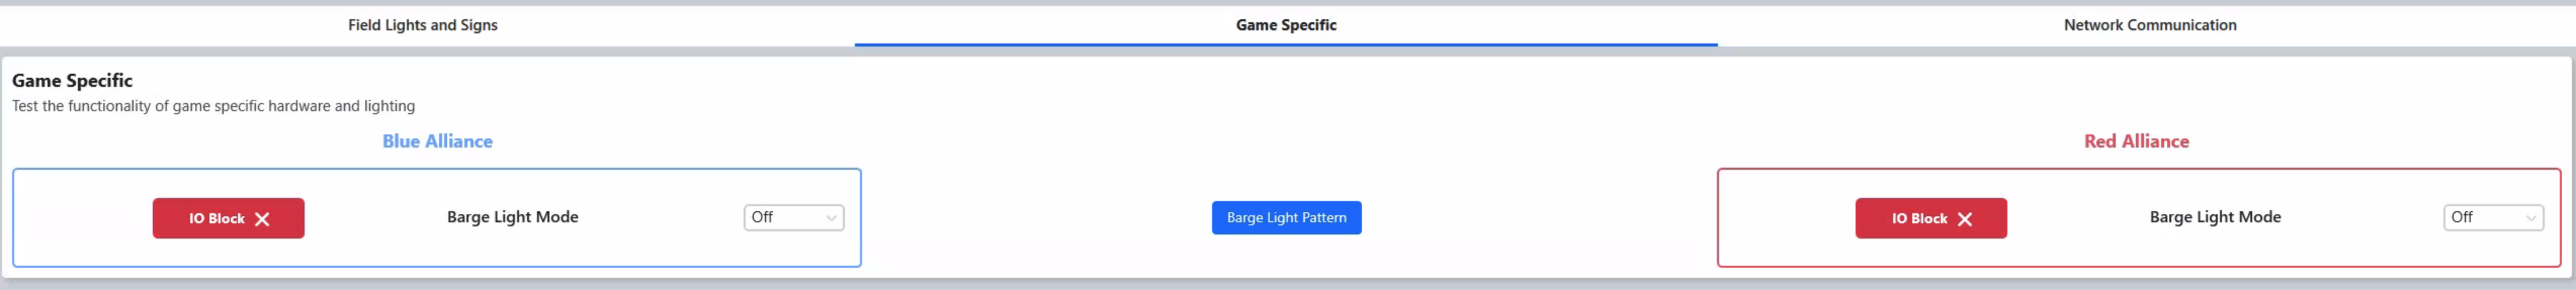 Field Lights and Signs
Game Specific
Network Communication
Game Specific
Test the functionality of game specific hardware and lighting
Blue Alliance
Red Alliance
IO Block
Barge Light Mode
Off
Barge Light Pattern
IO Block
Barge Light Mode
Off